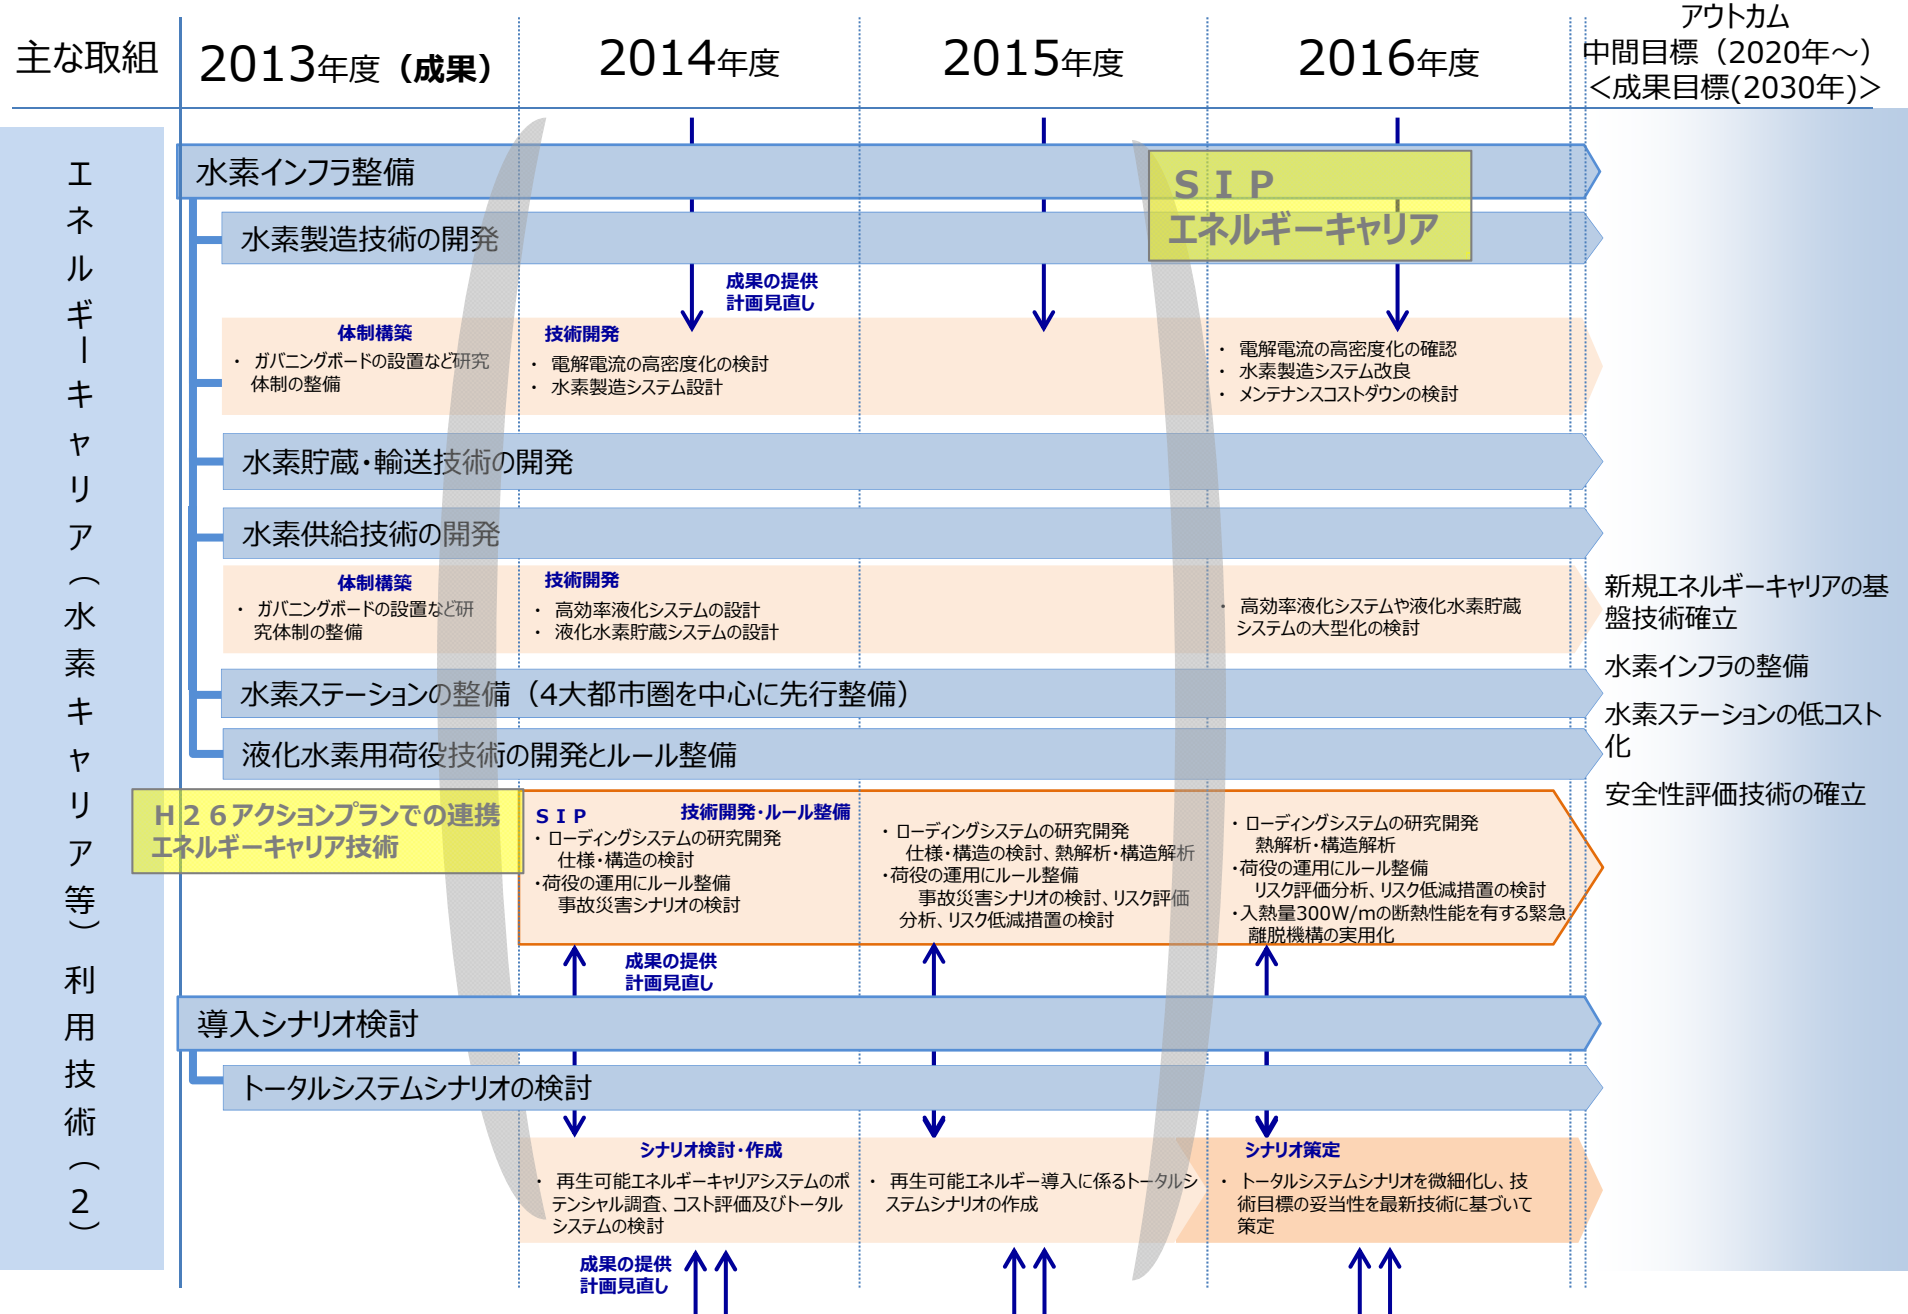 主な取組
2013年度（成果）
2014年度
2015年度
2016年度
アウトカム
中間目標（2020年～）
＜成果目標(2030年)＞
エネルギーキャリア（水素キャリア等）利用技術（2）
水素インフラ整備
ＳＩＰ
エネルギーキャリア
水素製造技術の開発
成果の提供
計画見直し
体制構築
・ ガバニングボードの設置など研究
体制の整備
技術開発
・ 電解電流の高密度化の検討
・ 水素製造システム設計
・ 電解電流の高密度化の確認
・ 水素製造システム改良
・ メンテナンスコストダウンの検討
水素貯蔵・輸送技術の開発
水素供給技術の開発
体制構築
・ ガバニングボードの設置など研
究体制の整備
技術開発
・ 高効率液化システムの設計
・ 液化水素貯蔵システムの設計
・ 高効率液化システムや液化水素貯蔵
システムの大型化の検討
水素ステーションの整備（4大都市圏を中心に先行整備）
液化水素用荷役技術の開発とルール整備
Ｈ２６アクションプランでの連携
エネルギーキャリア技術
ＳＩＰ
技術開発・ルール整備
・ローディングシステムの研究開発
仕様・構造の検討
・荷役の運用にルール整備
事故災害シナリオの検討
・ローディングシステムの研究開発
仕様・構造の検討、熱解析・構造解析
・荷役の運用にルール整備
事故災害シナリオの検討、リスク評価
分析、リスク低減措置の検討
・ローディングシステムの研究開発
熱解析・構造解析
・荷役の運用にルール整備
リスク評価分析、リスク低減措置の検討
・入熱量300W/mの断熱性能を有する緊急
離脱機構の実用化
新規エネルギーキャリアの基
盤技術確立
水素インフラの整備
水素ステーションの低コスト
化
安全性評価技術の確立
成果の提供
計画見直し
導入シナリオ検討
トータルシステムシナリオの検討
シナリオ検討・作成
・ 再生可能エネルギーキャリアシステムのポ
テンシャル調査、コスト評価及びトータル
システムの検討
・ 再生可能エネルギー導入に係るトータルシ
ステムシナリオの作成
シナリオ策定
・ トータルシステムシナリオを微細化し、技
術目標の妥当性を最新技術に基づいて
策定
成果の提供
計画見直し